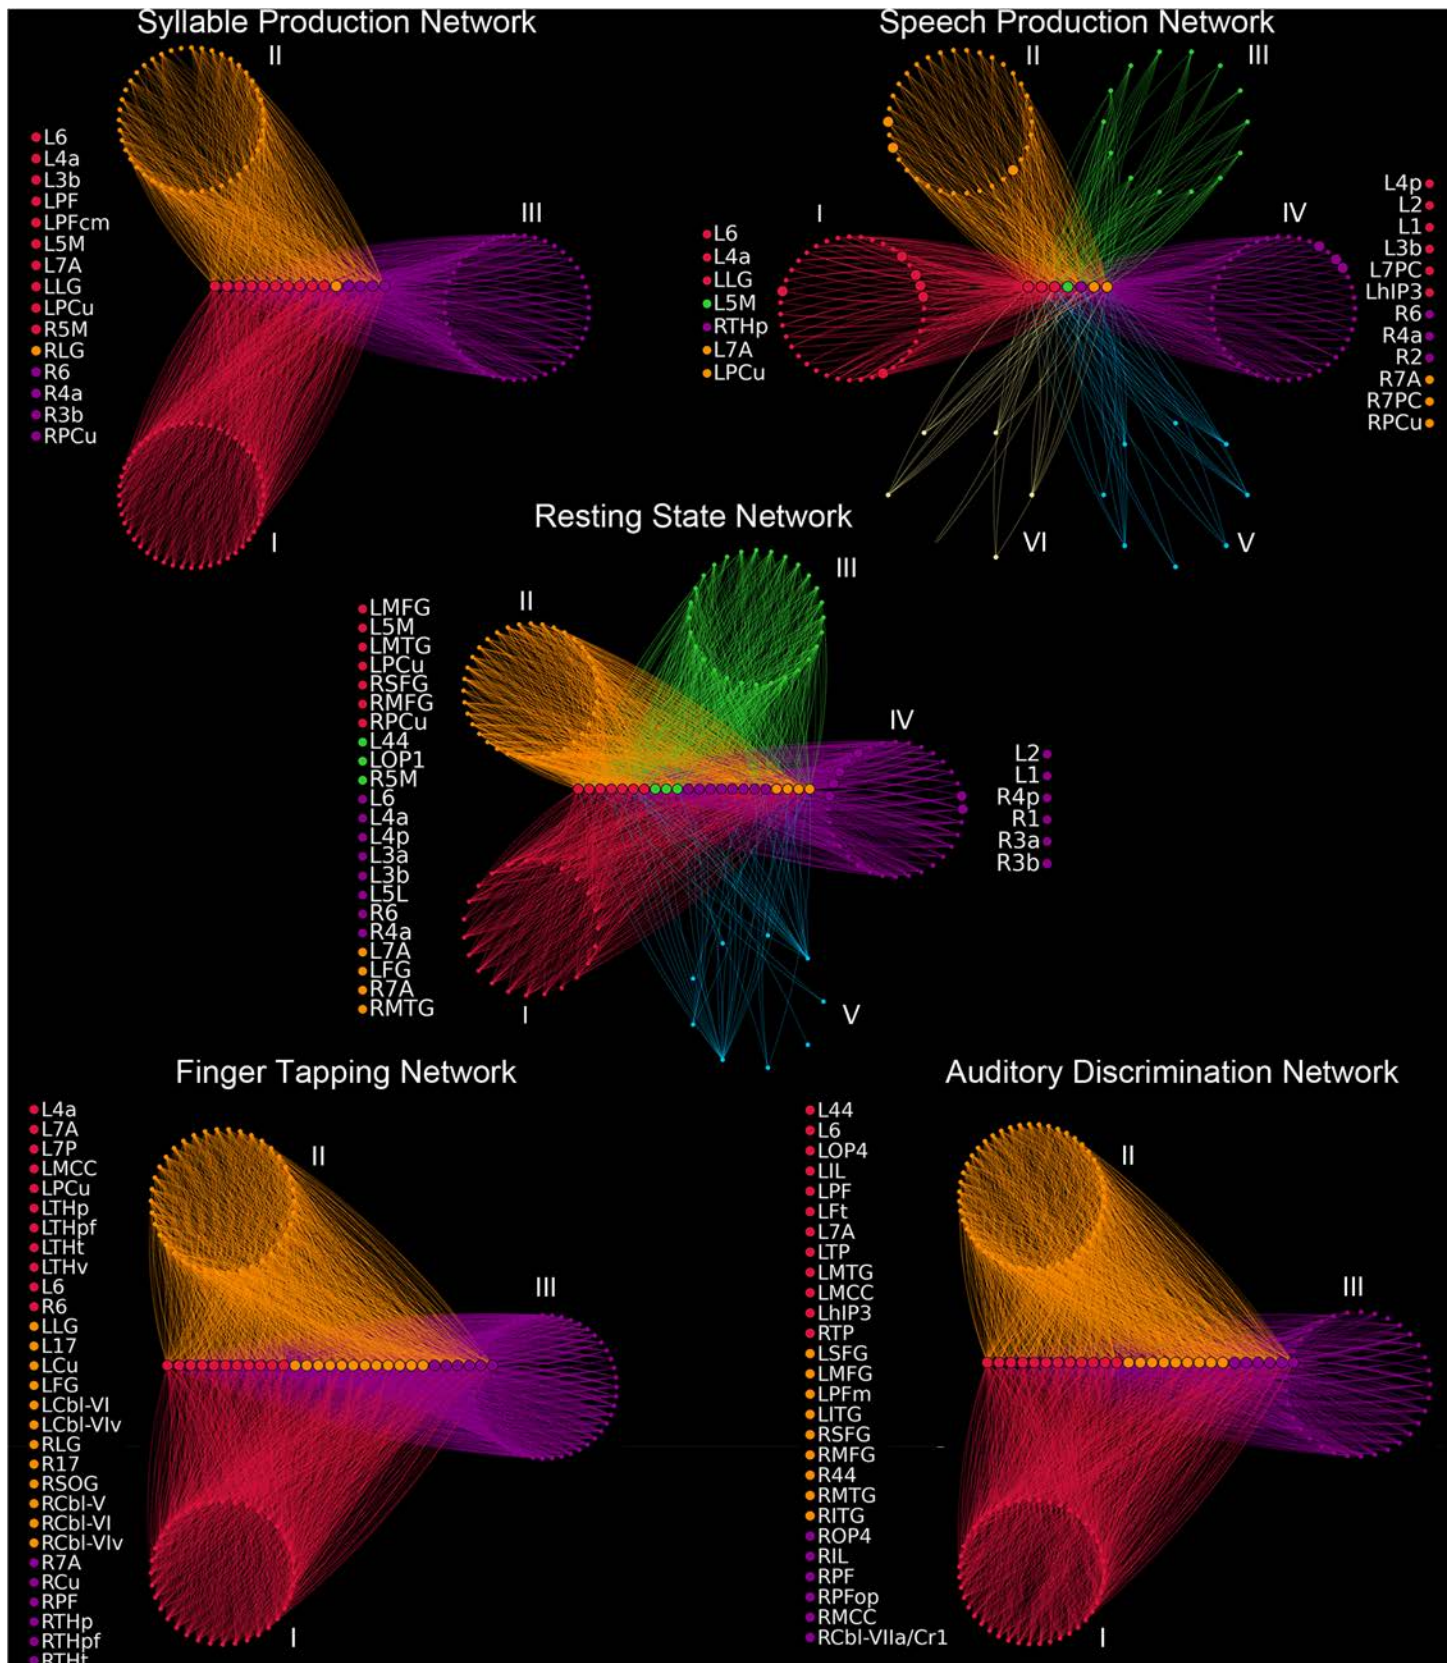 Syllable Production Network
II
L6
L4a
L3b
LPF
LPFcm
L5M
L7A
LLG
LPCu
R5M
RLG
R6
R4a
R3b
RPCu
III
I
Speech Production Network
II
III
I
IV
L6
L4a
LLG
L5M
RTHp
L7A
LPCu
L4p
L2
L1
L3b
L7PC
LhIP3
R6
R4a
R2
R7A
R7PC
RPCu
VI
V
Resting State Network
III
II
IV
LMFG
L5M
LMTG
LPCu
RSFG
RMFG
RPCu
L44
LOP1
R5M
L6
L4a
L4p
L3a
L3b
L5L
R6
R4a
L7A
LFG
R7A
RMTG
L2
L1
R4p
R1
R3a
R3b
I
V
Finger Tapping Network
L4a
L7A
L7P
LMCC
LPCu
LTHp
LTHpf
LTHt
LTHv
L6
R6
LLG
L17
LCu
LFG
LCbl-VI
LCbl-VIv
RLG
R17
RSOG
RCbl-V
RCbl-VI
RCbl-VIv
R7A
RCu
RPF
RTHp
RTHpf
RTHt
II
III
I
Auditory Discrimination Network
L44
L6
LOP4
LIL
LPF
LFt
L7A
LTP
LMTG
LMCC
LhIP3
RTP
LSFG
LMFG
LPFm
LITG
RSFG
RMFG
R44
RMTG
RITG
ROP4
RIL
RPF
RPFop
RMCC
RCbl-VIIa/Cr1
II
III
I